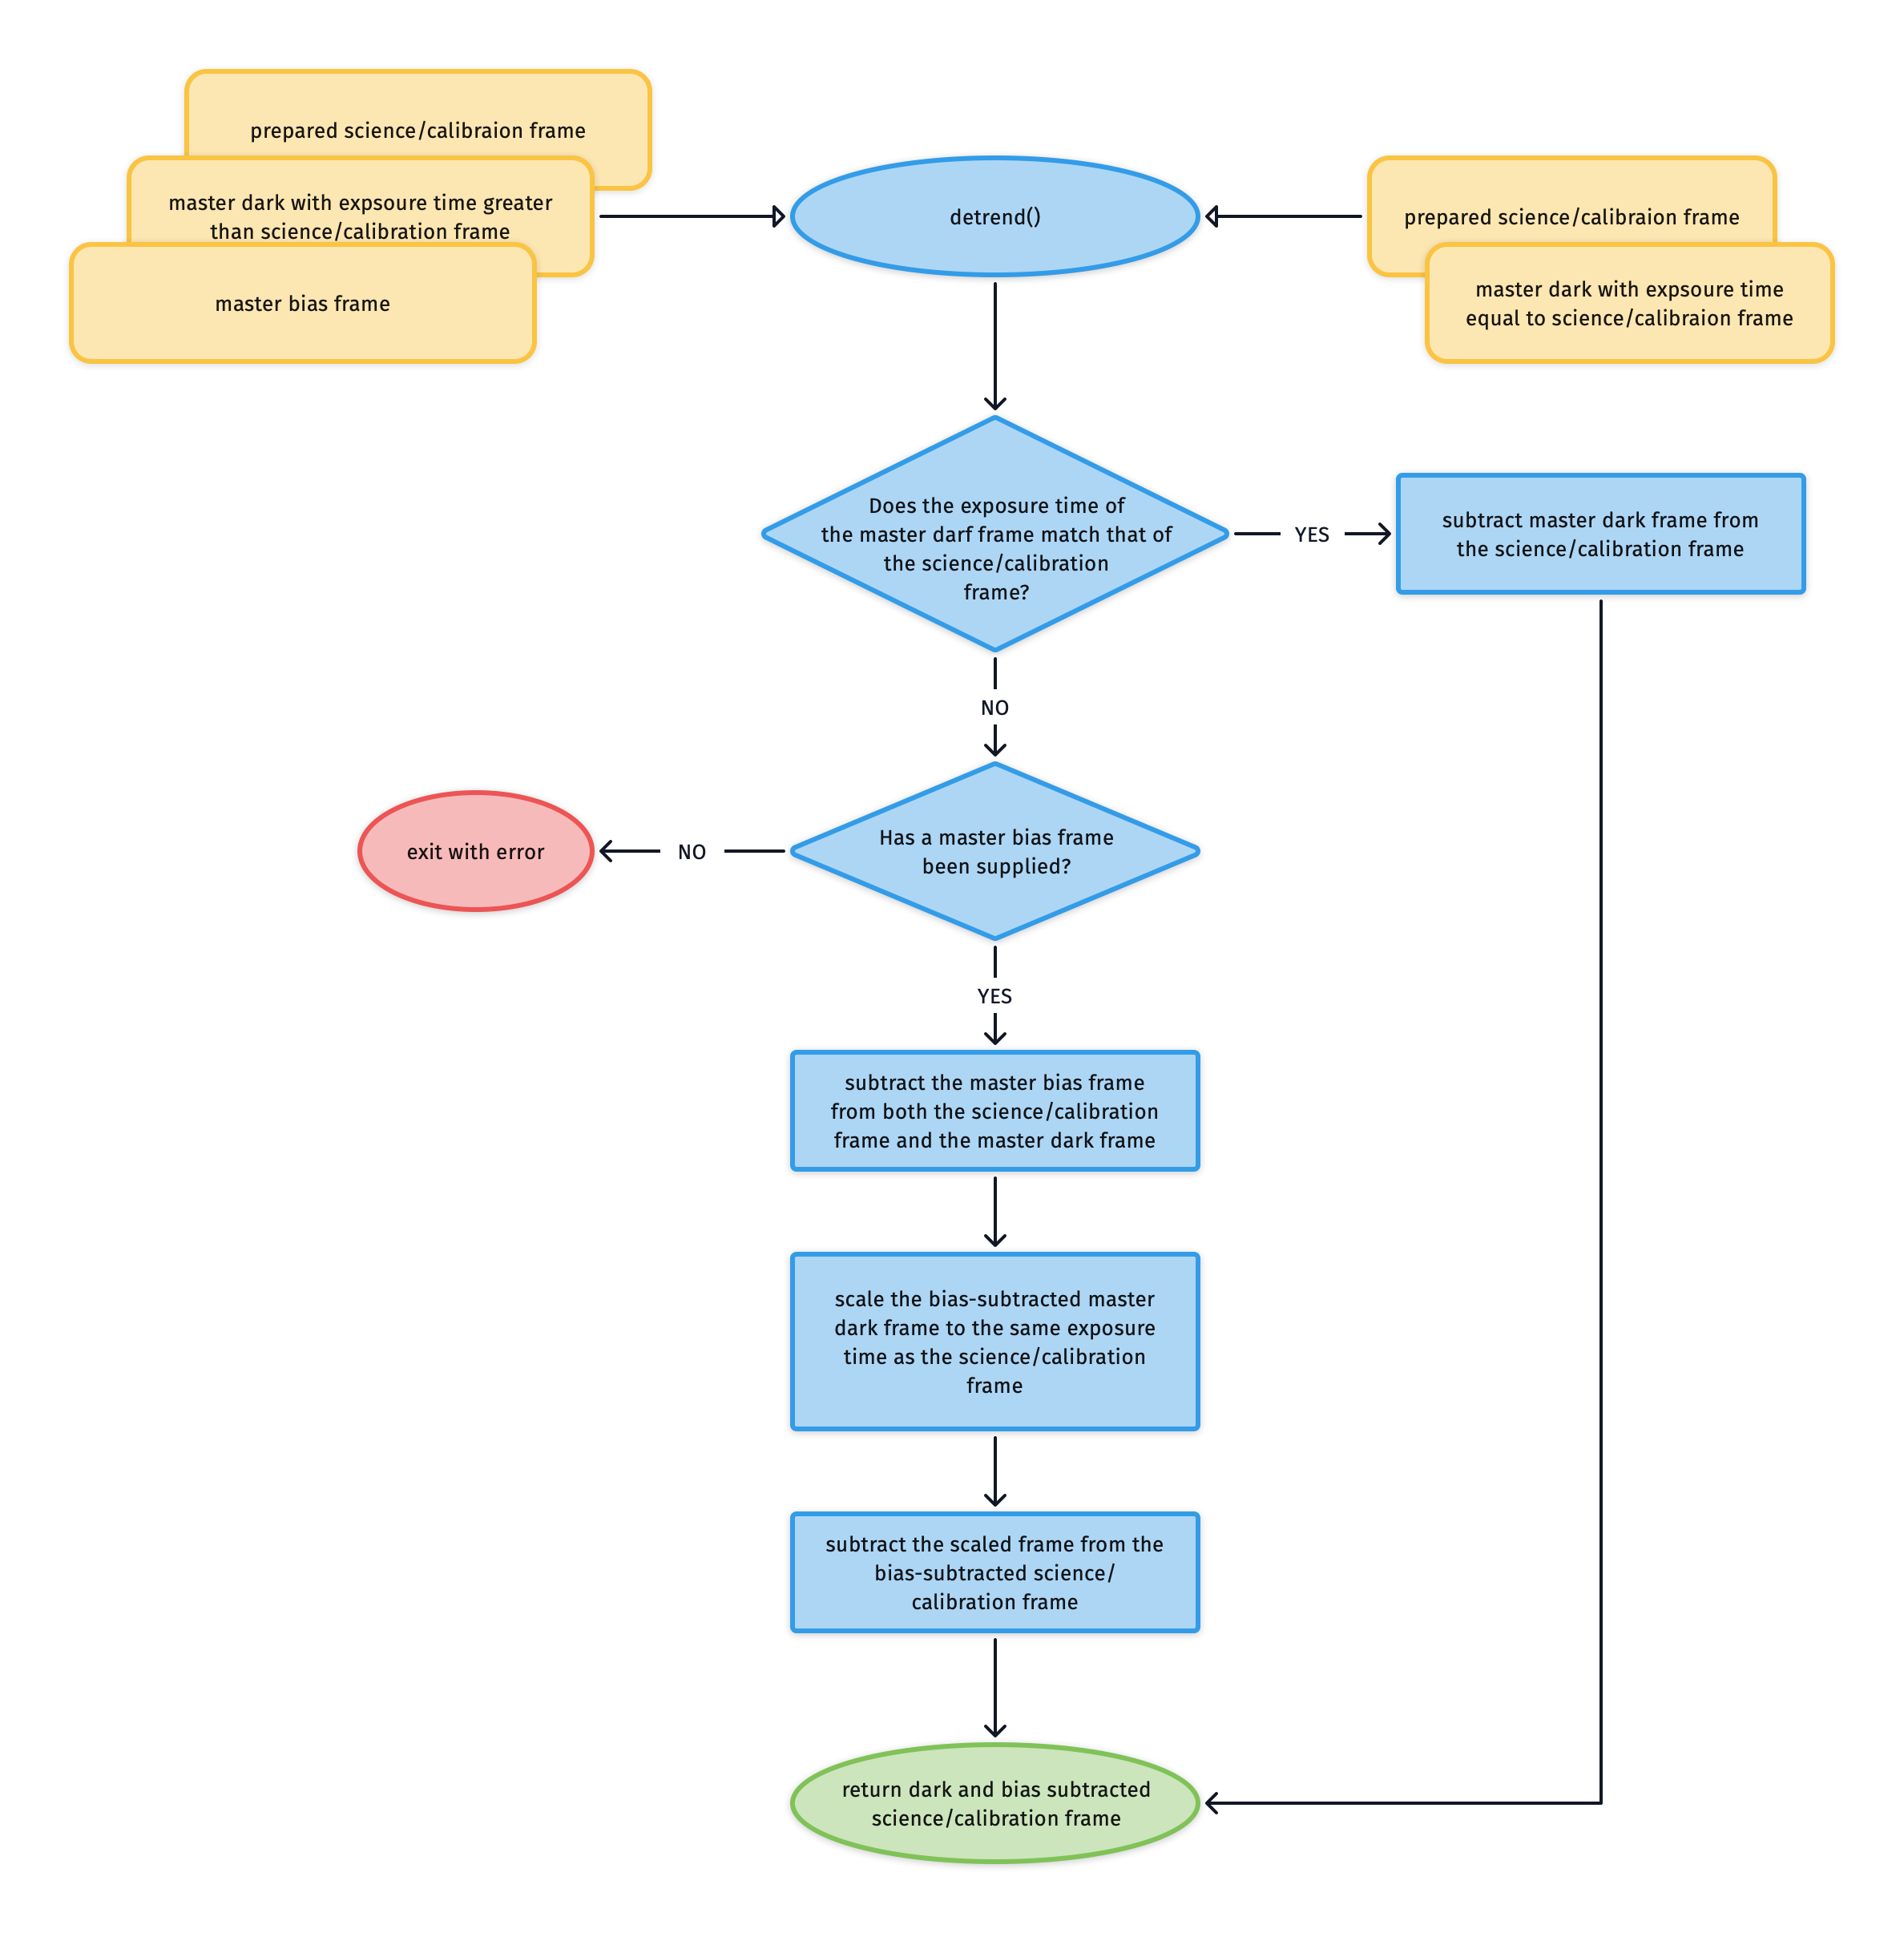 prepared science/calibraion frame
master dark with expsoure time greater
than science/calibration frame
master bias frame
detrend()
prepared science/calibraion frame
master dark with expsoure time
equal to science/calibraion frame
Does the exposure time of
the master darf frame match that of
the science/calibration
frame?
YES
subtract master dark frame from
the science/calibration frame
NO
Has a master bias frame
been supplied?
NO
exit with error
YES
subtract the master bias frame
from both the science/calibration
frame and the master dark frame
scale the bias-subtracted master
dark frame to the same exposure
time as the science/calibration
frame
subtract the scaled frame from the
bias-subtracted science/
calibration frame
return dark and bias subtracted
science/calibration frame